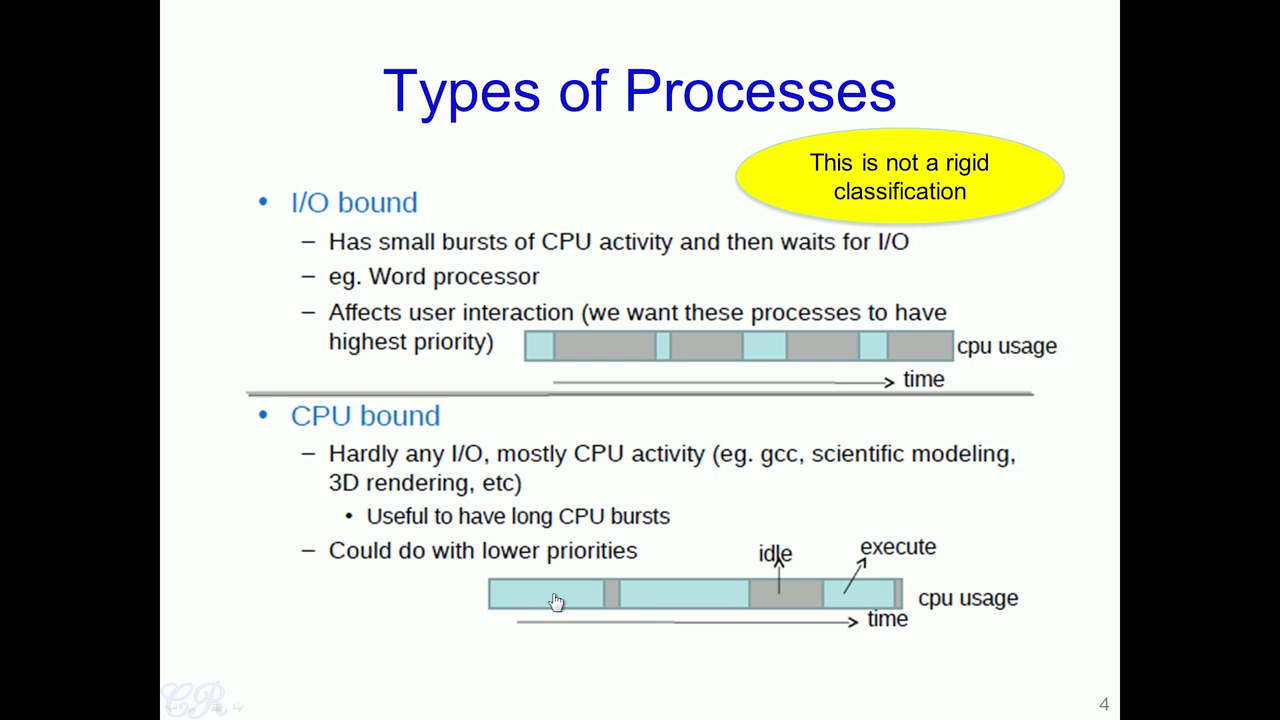 Types of Processes
This is not a rigid
classification
• I/O bound
– Has small bursts of CPU activity and then waits for I/O
– eg. Word processor
– Affects user interaction (we want these processes to have
highest priority)
cpu usage
time
• CPU bound
– Hardly any I/O, mostly CPU activity (eg. gcc, scientific modeling,
3D rendering, etc)
• Useful to have long CPU bursts
– Could do with lower priorities
idle
execute
cpu usage
time
CR
4